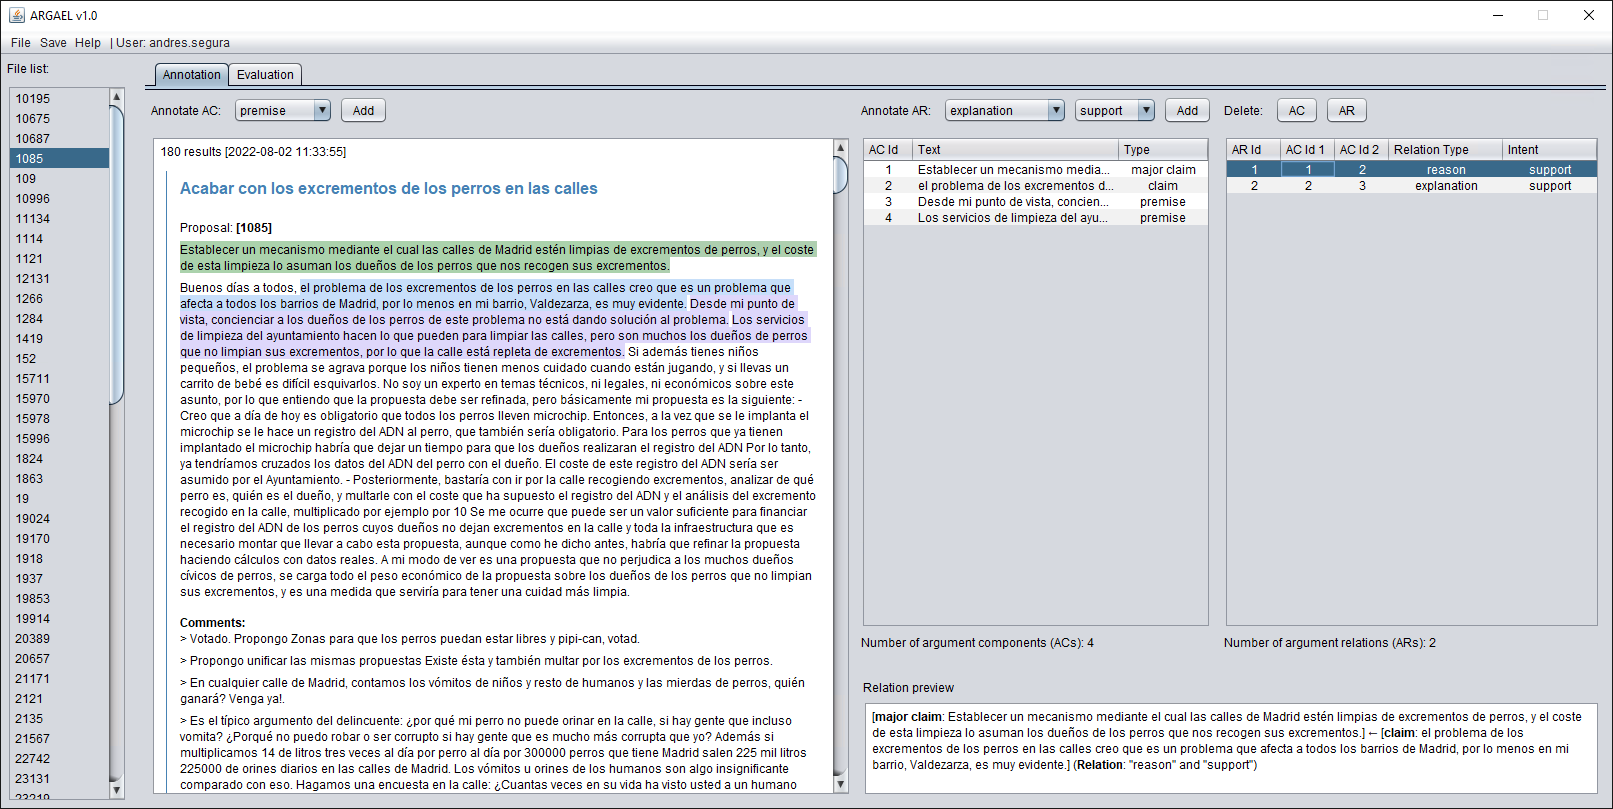 ARGAEL v1.0
File Save Help | User: andres.segura
File list:
10195
10675
10687
1085
109
10996
11134
1114
1121
12131
1266
1284
1419
152
15711
15970
15978
15996
1824
1863
19
19024
19170
1918
1937
19853
19914
20389
20657
21171
2121
2135
21567
22742
23131
23219
Annotation Evaluation
Annotate AC: premise Add
180 results [2022-08-02 11:33:55]
Acabar con los excrementos de los perros en las calles
Proposal: [1085]
Establecer un mecanismo mediante el cual las calles de Madrid estén limpias de excrementos de perros, y el coste
de esta limpieza lo asuman los dueños de los perros que nos recogen sus excrementos.
Buenos días a todos, el problema de los excrementos de los perros en las calles creo que es un problema que
afecta a todos los barrios de Madrid, por lo menos en mi barrio, Valdezarza, es muy evidente. Desde mi punto de
vista, concienciar a los dueños de los perros de este problema no está dando solución al problema. Los servicios
de limpieza del ayuntamiento hacen lo que pueden para limpiar las calles, pero son muchos los dueños de perros
que no limpian sus excrementos, por lo que la calle está repleta de excrementos. Si además tienes niños
pequeños, el problema se agrava porque los niños tienen menos cuidado cuando están jugando, y si llevas un
carrito de bebé es difícil esquivarlos. No soy un experto en temas técnicos, ni legales, ni económicos sobre este
asunto, por lo que entiendo que la propuesta debe ser refinada, pero básicamente mi propuesta es la siguiente: -
Creo que a día de hoy es obligatorio que todos los perros lleven microchip. Entonces, a la vez que se le implanta el
microchip se le hace un registro del ADN al perro, que también sería obligatorio. Para los perros que ya tienen
implantado el microchip habría que dejar un tiempo para que los dueños realizaran el registro del ADN Por lo tanto,
ya tendríamos cruzados los datos del ADN del perro con el dueño. El coste de este registro del ADN sería ser
asumido por el Ayuntamiento. - Posteriormente, bastaría con ir por la calle recogiendo excrementos, analizar de qué
perro es, quién es el dueño, y multarle con el coste que ha supuesto el registro del ADN y el análisis del excremento
recogido en la calle, multiplicado por ejemplo por 10 Se me ocurre que puede ser un valor suficiente para financiar
el registro del ADN de los perros cuyos dueños no dejan excrementos en la calle y toda la infraestructura que es
necesario montar que llevar a cabo esta propuesta, aunque como he dicho antes, habría que refinar la propuesta
haciendo cálculos con datos reales. A mi modo de ver es una propuesta que no perjudica a los muchos dueños
cívicos de perros, se carga todo el peso económico de la propuesta sobre los dueños de los perros que no limpian
sus excrementos, y es una medida que serviría para tener una cuidad más limpia.
Comments:
> Votado. Propongo Zonas para que los perros puedan estar libres y pipi-can, votad.
> Propongo unificar las mismas propuestas Existe ésta y también multar por los excrementos de los perros.
> En cualquier calle de Madrid, contamos los vómitos de niños y resto de humanos y las mierdas de perros, quién
ganará? Venga ya!.
> Es el típico argumento del delincuente: ¿por qué mi perro no puede orinar en la calle, si hay gente que incluso
vomita? ¿Porqué no puedo robar o ser corrupto si hay gente que es mucho más corrupta que yo? Además si
multiplicamos 14 de litros tres veces al día por perro al día por 300000 perros que tiene Madrid salen 225 mil litros
225000 de orines diarios en las calles de Madrid. Los vómitos u orines de los humanos son algo insignificante
comparado con eso. Hagamos una encuesta en la calle: ¿Cuantas veces en su vida ha visto usted a un humano
Annotate AR: explanation support Add
AC Id Text Type
1 Establecer un mecanismo media... major claim
2 el problema de los excrementos d... claim
3 Desde mi punto de vista, concien... premise
4 Los servicios de limpieza del ayu... premise
Number of argument components (ACs): 4
Delete: AC AR
AR Id AC Id 1 AC Id 2 Relation Type Intent
1 1 2 reason support
2 2 3 explanation support
Number of argument relations (ARs): 2
Relation preview
[major claim: Establecer un mecanismo mediante el cual las calles de Madrid estén limpias de excrementos de perros, y el coste
de esta limpieza lo asuman los dueños de los perros que nos recogen sus excrementos.] ← [claim: el problema de los
excrementos de los perros en las calles creo que es un problema que afecta a todos los barrios de Madrid, por lo menos en mi
barrio, Valdezarza, es muy evidente.] (Relation: "reason" and "support")